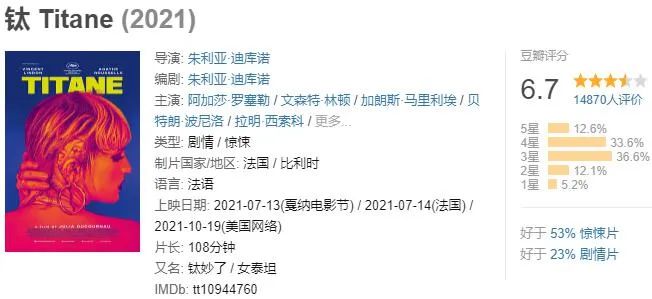 钛 Titane (2021)
VINCENT LINDON
AGATHE ROUSSELLE
TITANE
A FILM BY JULIA DUCOURNAU
导演: 朱利亚·迪库诺
编剧: 朱利亚·迪库诺
主演: 阿加莎·罗塞勒 / 文森特·林顿 / 加朗斯·马里埃 / 贝
特朗·波尼洛 / 拉明·西索科 / 更多...
类型: 剧情 / 惊悚
制片国家/地区: 法国 / 比利时
语言: 法语
上映日期: 2021-07-13(戛纳电影节) / 2021-07-14(法国) /
2021-10-19(美国网络)
片长: 108分钟
又名: 钛妙了 / 女泰坦
IMDb: tt10944760
豆瓣评分
6.7
14870人评价
5星 12.6%
4星 33.6%
3星 36.6%
2星 12.1%
1星 5.2%
好于 53% 惊悚片
好于 23% 剧情片